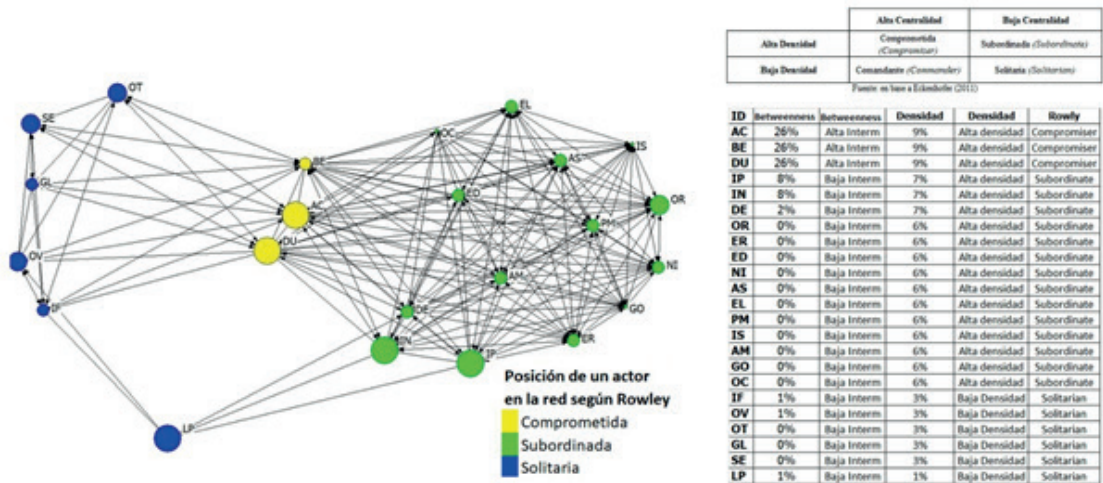 OT
SE
GL
OV
IF
LP
BE
AC
DU
EL
OC
IS
AS
ED
OR
PM
NI
AM
GO
DE
ER
IN
IP
Posición de un actor
en la red según Rowley
Comprometida
Subordinada
Solitaria
Alta Centralidad Baja Centralidad
Alta Densidad Comprometida (Compromiser) Subordinada (Subordinate)
Baja Densidad Comandante (Commander) Solitaria (Solitarian)
Fuente: en base a Eckenhofer (2011)
ID Betweenness Betweenness Densidad Densidad Rowly
AC 26% Alta Interm 9% Alta densidad Compromiser
BE 26% Alta Interm 9% Alta densidad Compromiser
DU 26% Alta Interm 9% Alta densidad Compromiser
IP 8% Baja Interm 7% Alta densidad Subordinate
IN 8% Baja Interm 7% Alta densidad Subordinate
DE 2% Baja Interm 7% Alta densidad Subordinate
OR 0% Baja Interm 6% Alta densidad Subordinate
ER 0% Baja Interm 6% Alta densidad Subordinate
ED 0% Baja Interm 6% Alta densidad Subordinate
NI 0% Baja Interm 6% Alta densidad Subordinate
AS 0% Baja Interm 6% Alta densidad Subordinate
EL 0% Baja Interm 6% Alta densidad Subordinate
PM 0% Baja Interm 6% Alta densidad Subordinate
IS 0% Baja Interm 6% Alta densidad Subordinate
AM 0% Baja Interm 6% Alta densidad Subordinate
GO 0% Baja Interm 6% Alta densidad Subordinate
OC 0% Baja Interm 6% Alta densidad Subordinate
IF 1% Baja Interm 3% Baja Densidad Solitarian
OV 1% Baja Interm 3% Baja Densidad Solitarian
OT 0% Baja Interm 3% Baja Densidad Solitarian
GL 0% Baja Interm 3% Baja Densidad Solitarian
SE 0% Baja Interm 3% Baja Densidad Solitarian
LP 1% Baja Interm 1% Baja Densidad Solitarian